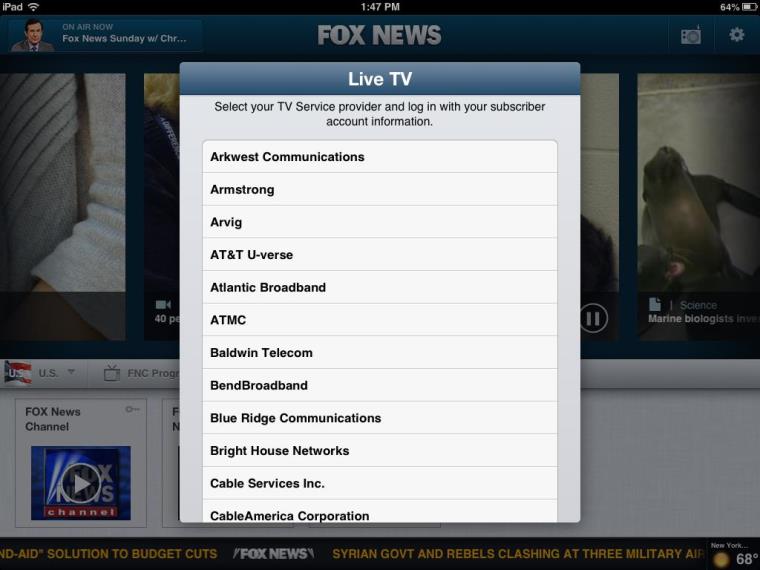 iPad
1:47 PM
64%
ON AIR NOW
Fox News Sunday w/ Chr...
FOX NEWS
Live TV
Select your TV Service provider and log in with your subscriber
account information.
Arkwest Communications
Armstrong
Arvig
AT&T U-verse
Atlantic Broadband
ATMC
Baldwin Telecom
BendBroadband
Blue Ridge Communications
Bright House Networks
Cable Services Inc.
CableAmerica Corporation
40 pe
| Science
Marine biologists inve
US
U.S.
FNC Progr
FOX News
Channel
F
N
FOX
NEWS
channel
ND-AID" SOLUTION TO BUDGET CUTS
FOX NEWS
SYRIAN GOVT AND REBELS CLASHING AT THREE MILITARY AIR
New York...
68°